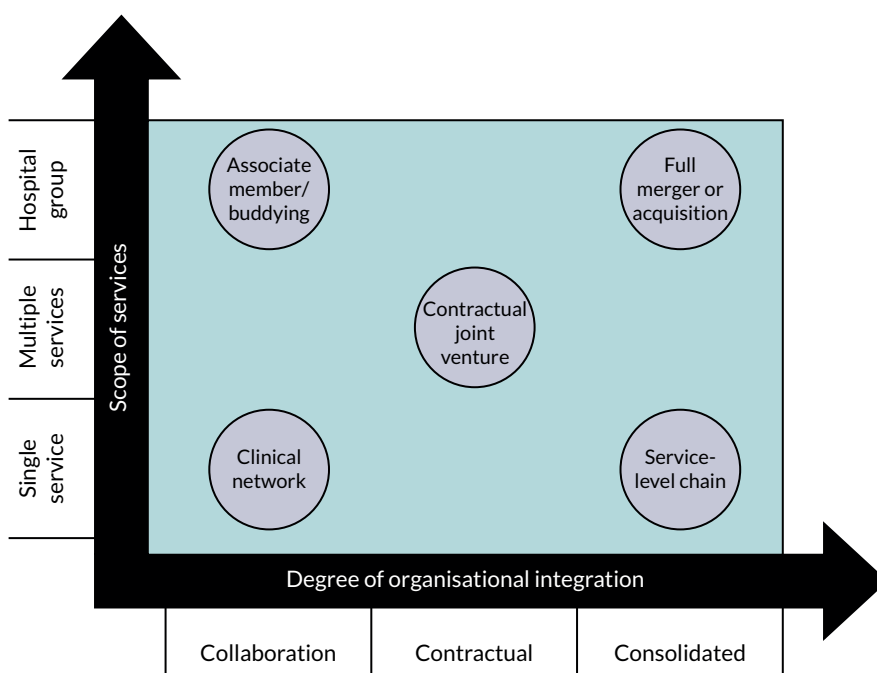 Hospital
group
Multiple
services
Single
service
Scope of services
Associate
member/
buddying
Full
merger or
acquisition
Contractual
joint
venture
Clinical
network
Service-
level chain
Degree of organisational integration
Collaboration
Contractual
Consolidated